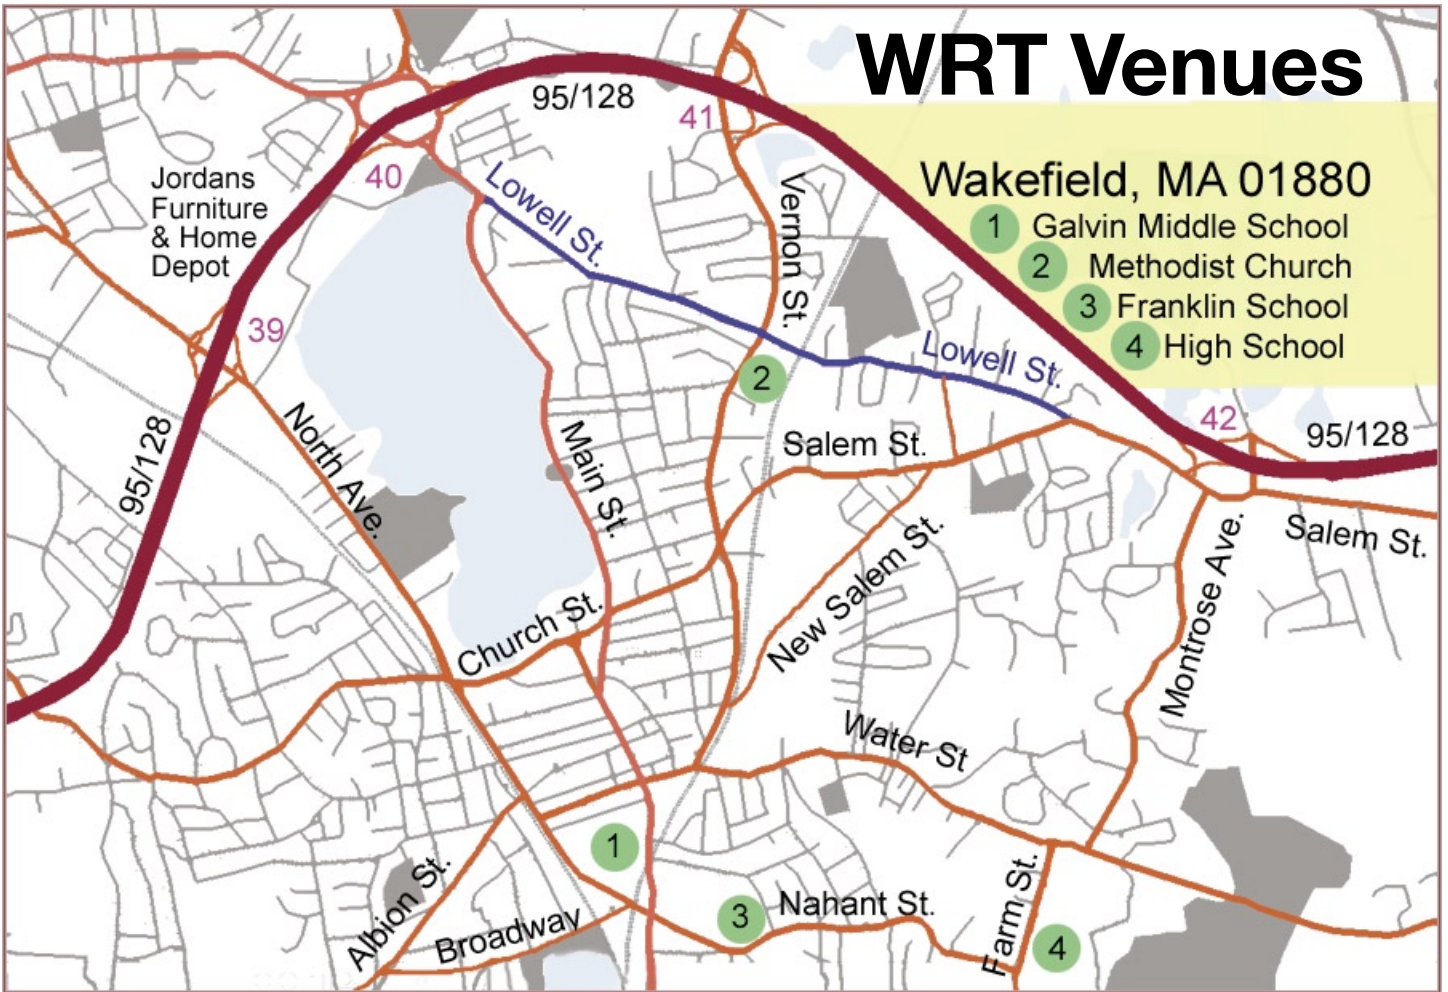 WRT Venues
95/128
41
Wakefield, MA 01880
40
Jordans
Furniture
& Home
Depot
Lowell St.
Vernon St.
1 Galvin Middle School
2 Methodist Church
3 Franklin School
4 High School
39
2
Lowell St.
42
95/128
95/128
North Ave.
Main St.
Salem St.
Salem St.
New Salem St.
Montrose Ave.
Church St.
Water St
1
Albion St.
Broadway
3
Nahant St.
Farm St.
4